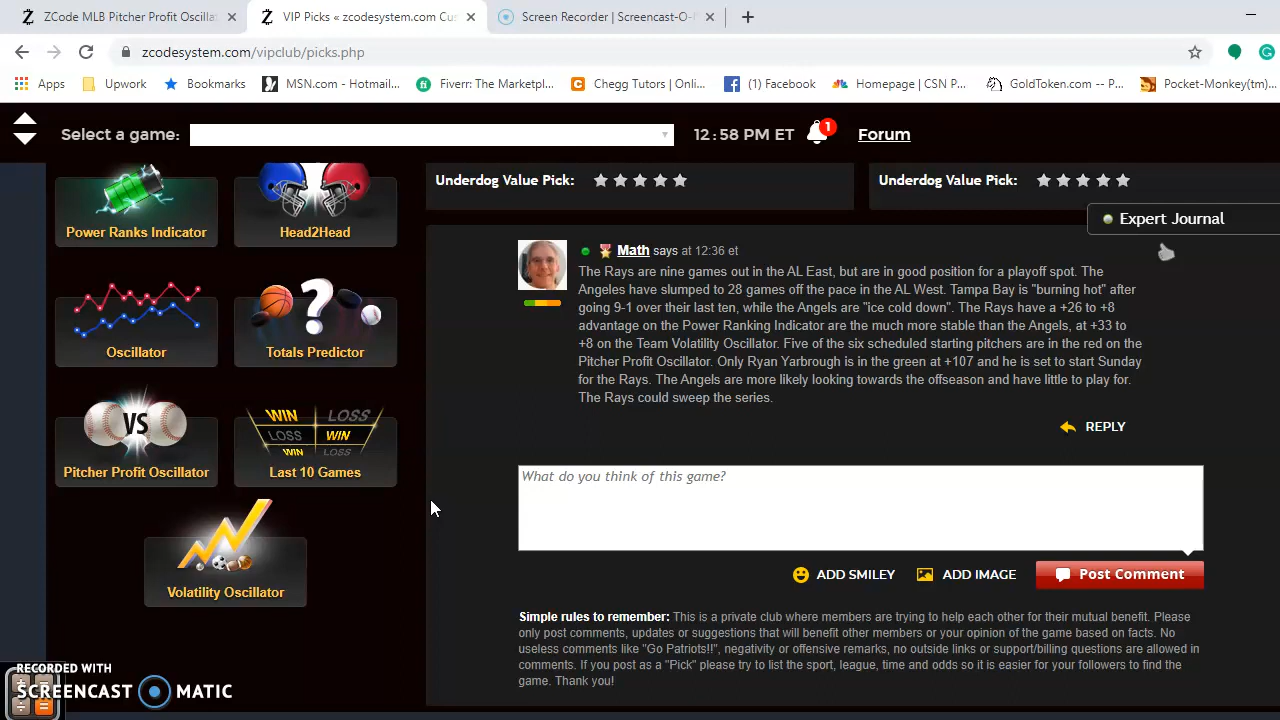 ZCode MLB Pitcher Profit Oscilla
VIP Picks « zcodesystem.com Cus
Screen Recorder | Screencast-O-
zcodesystem.com/vipclub/picks.php
Apps Upwork Bookmarks MSN.com - Hotmail... Fiverr: The Marketpl... Chegg Tutors | Onli... (1) Facebook Homepage | CSN P... GoldToken.com -- P... Pocket-Monkey(tm)...
Select a game: 12:58 PM ET 1 Forum
Underdog Value Pick: Underdog Value Pick:
Expert Journal
Power Ranks Indicator
Head2Head
Oscillator
Totals Predictor
VS
Pitcher Profit Oscillator
WIN LOSS
LOSS WIN
WIN LOSS
Last 10 Games
Volatility Oscillator
Math says at 12:36 et
The Rays are nine games out in the AL East, but are in good position for a playoff spot. The
Angeles have slumped to 28 games off the pace in the AL West. Tampa Bay is "burning hot" after
going 9-1 over their last ten, while the Angels are "ice cold down". The Rays have a +26 to +8
advantage on the Power Ranking Indicator are the much more stable than the Angels, at +33 to
+8 on the Team Volatility Oscillator. Five of the six scheduled starting pitchers are in the red on the
Pitcher Profit Oscillator. Only Ryan Yarbrough is in the green at +107 and he is set to start Sunday
for the Rays. The Angels are more likely looking towards the offseason and have little to play for.
The Rays could sweep the series.
REPLY
What do you think of this game?
ADD SMILEY ADD IMAGE Post Comment
Simple rules to remember: This is a private club where members are trying to help each other for their mutual benefit. Please
only post comments, updates or suggestions that will benefit other members or your opinion of the game based on facts. No
useless comments like "Go Patriots!!", negativity or offensive remarks, no outside links or support/billing questions are allowed in
comments. If you post as a "Pick" please try to list the sport, league, time and odds so it is easier for your followers to find the
game. Thank you!
RECORDED WITH
SCREENCAST MATIC